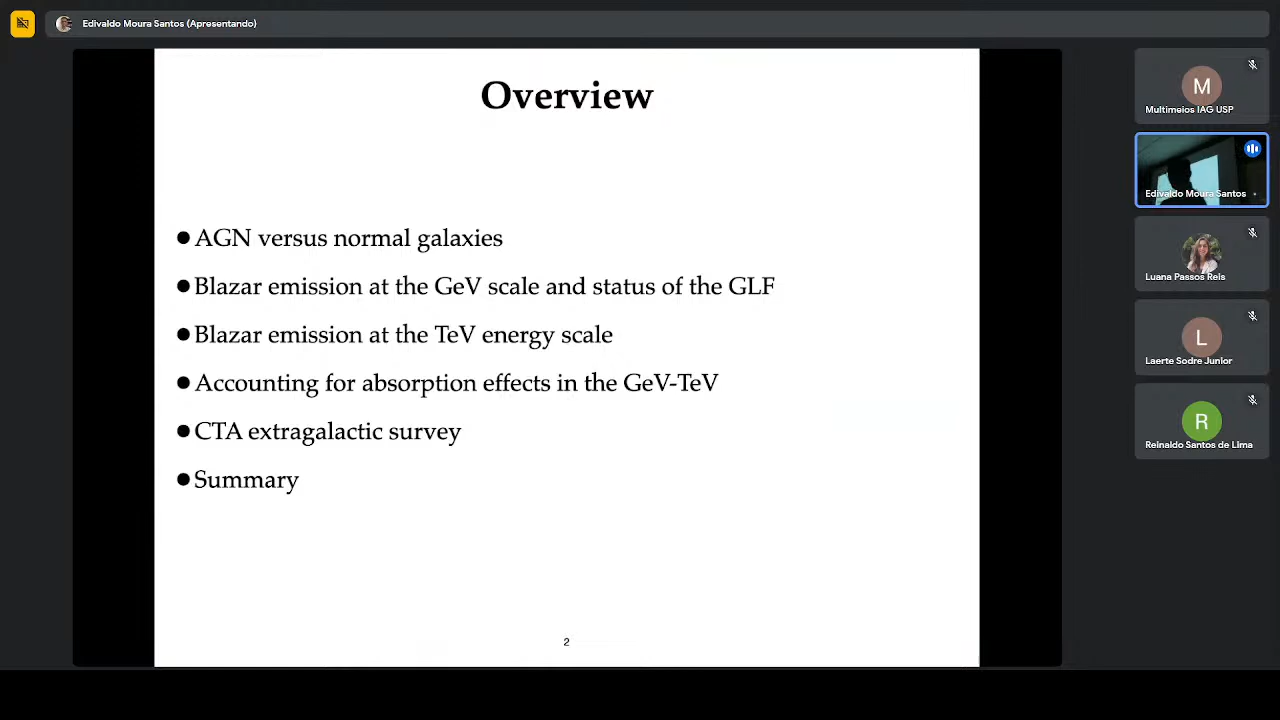 Edivaldo Moura Santos (Apresentando)
Overview
● AGN versus normal galaxies
● Blazar emission at the GeV scale and status of the GLF
● Blazar emission at the TeV energy scale
● Accounting for absorption effects in the GeV-TeV
● CTA extragalactic survey
● Summary
2
M
Multimeios IAG USP
Edivaldo Moura Santos
Luana Passos Reis
L
Laerte Sodre Junior
R
Reinaldo Santos de Lima